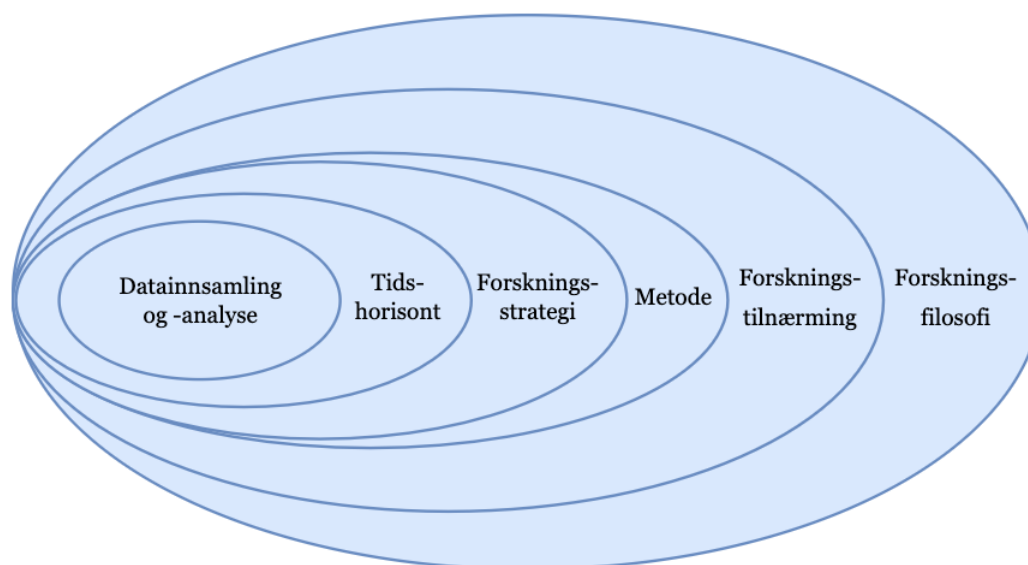 Datainnsamling
og -analyse
Tids-
horisont
Forsknings-
strategi
Metode
Forsknings-
tilnærming
Forsknings-
filosofi